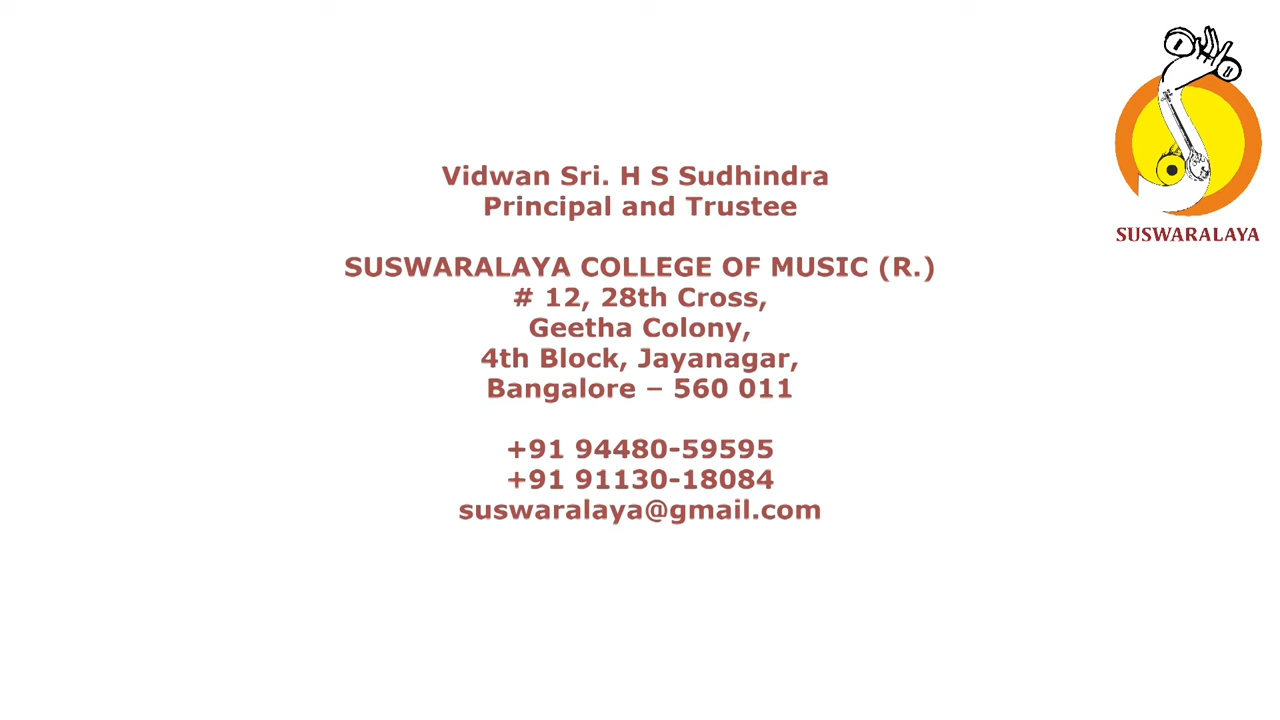 Vidwan Sri. H S Sudhindra
Principal and Trustee
SUSWARALAYA COLLEGE OF MUSIC (R.)
# 12, 28th Cross,
Geetha Colony,
4th Block, Jayanagar,
Bangalore – 560 011
+91 94480-59595
+91 91130-18084
suswaralaya@gmail.com
SUSWARALAYA